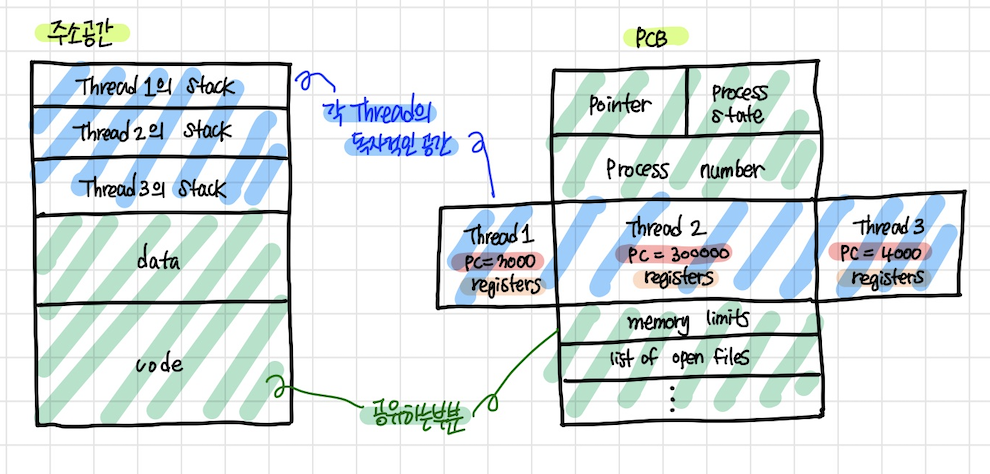 주소공간
Thread 1의 stack
Thread 2의 stack
Thread 3의 stack
data
code
각 Thread의
독자적인 공간
공유하는부분
PCB
Pointer
Process
state
Process number
Thread 1
PC=3000
registers
Thread 2
PC = 300000
registers
Thread 3
PC = 4000
registers
memory limits
list of open files
⋮